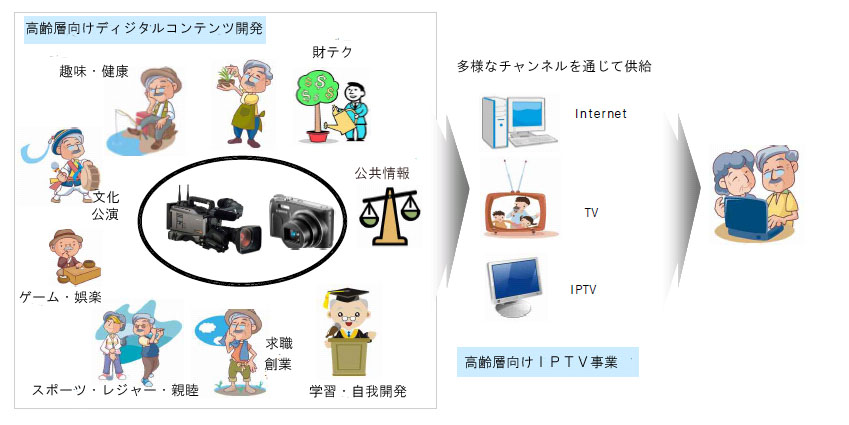 高齢層向けディジタルコンテンツ開発
財テク
趣味・健康
公共情報
文化
公演
ゲーム・娯楽
求職
創業
スポーツ・レジャー・親睦
学習・自我開発
多様なチャンネルを通じて供給
Internet
TV
IPTV
高齢層向けＩＰＴＶ事業